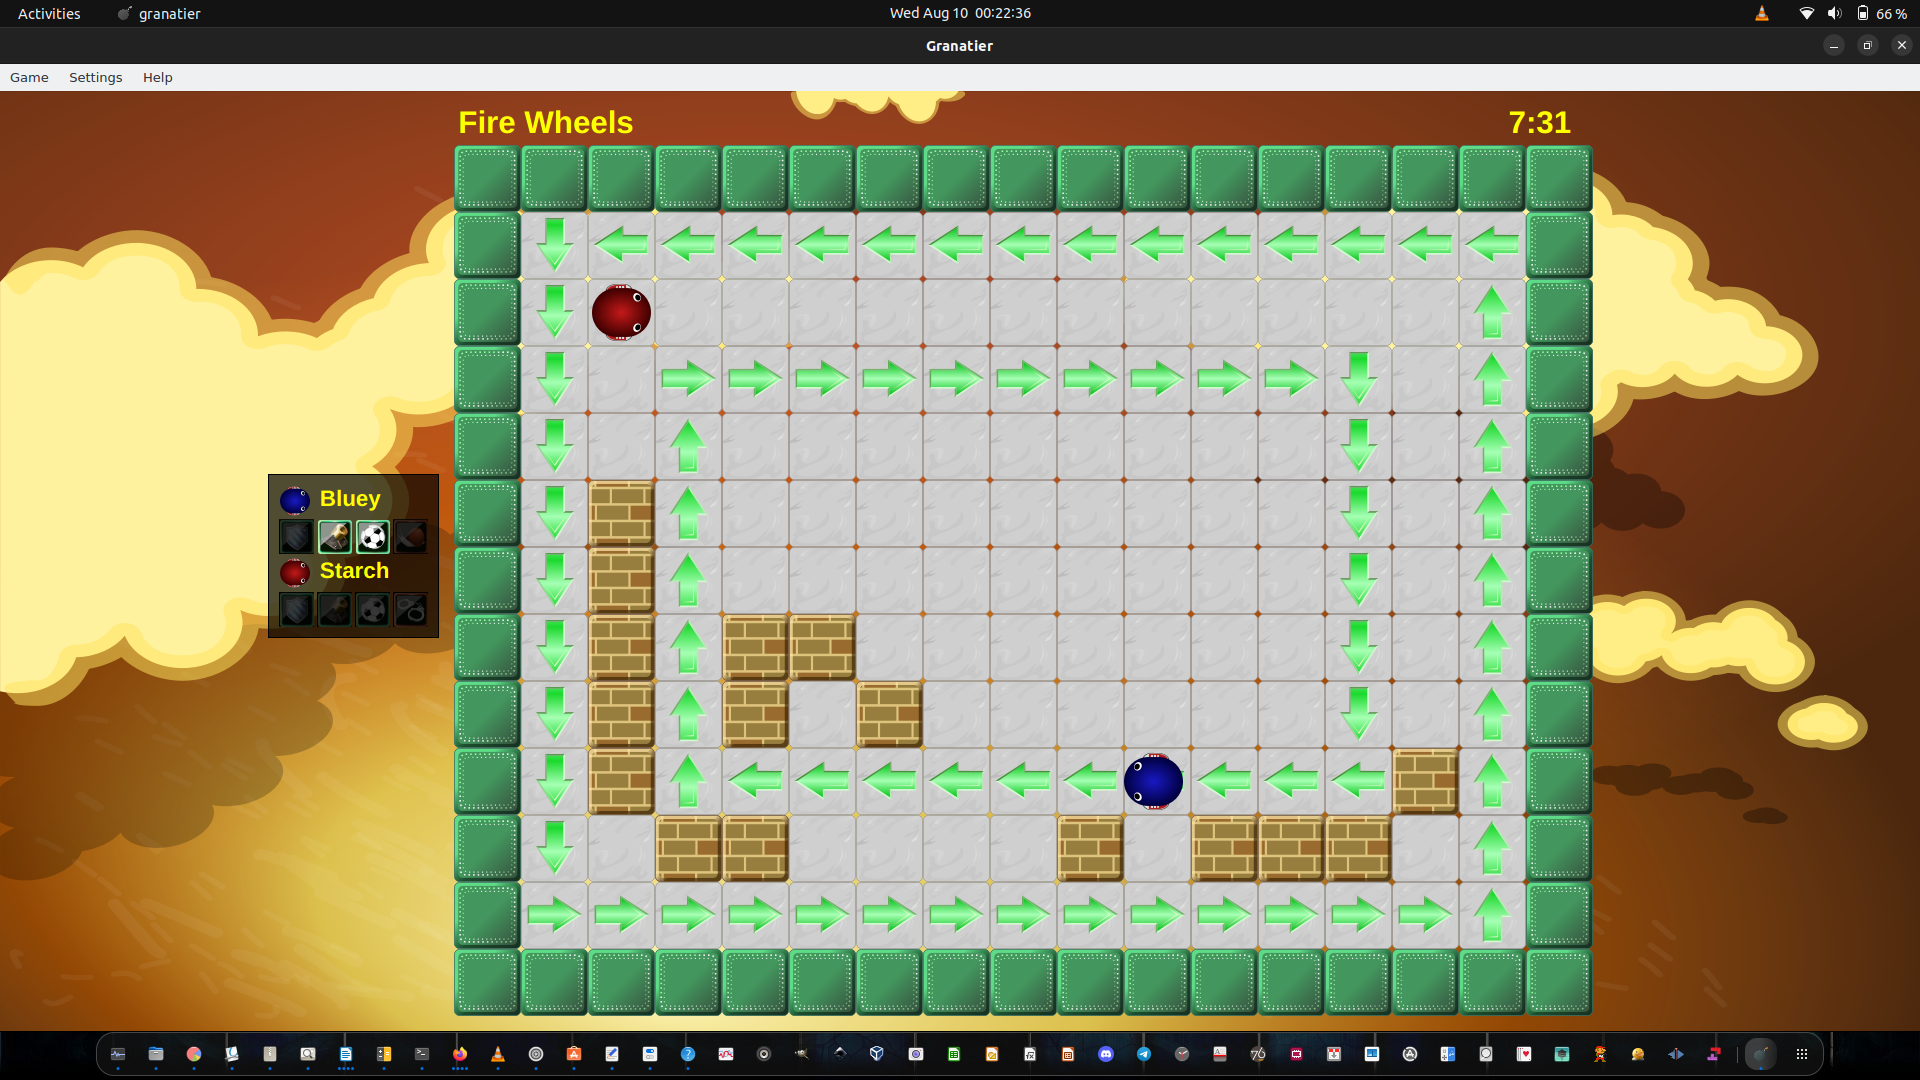 Activities
granatier
Wed Aug 10 00:22:36
66 %
Granatier
Game
Settings
Help
Fire Wheels
7:31
Bluey
Starch
76